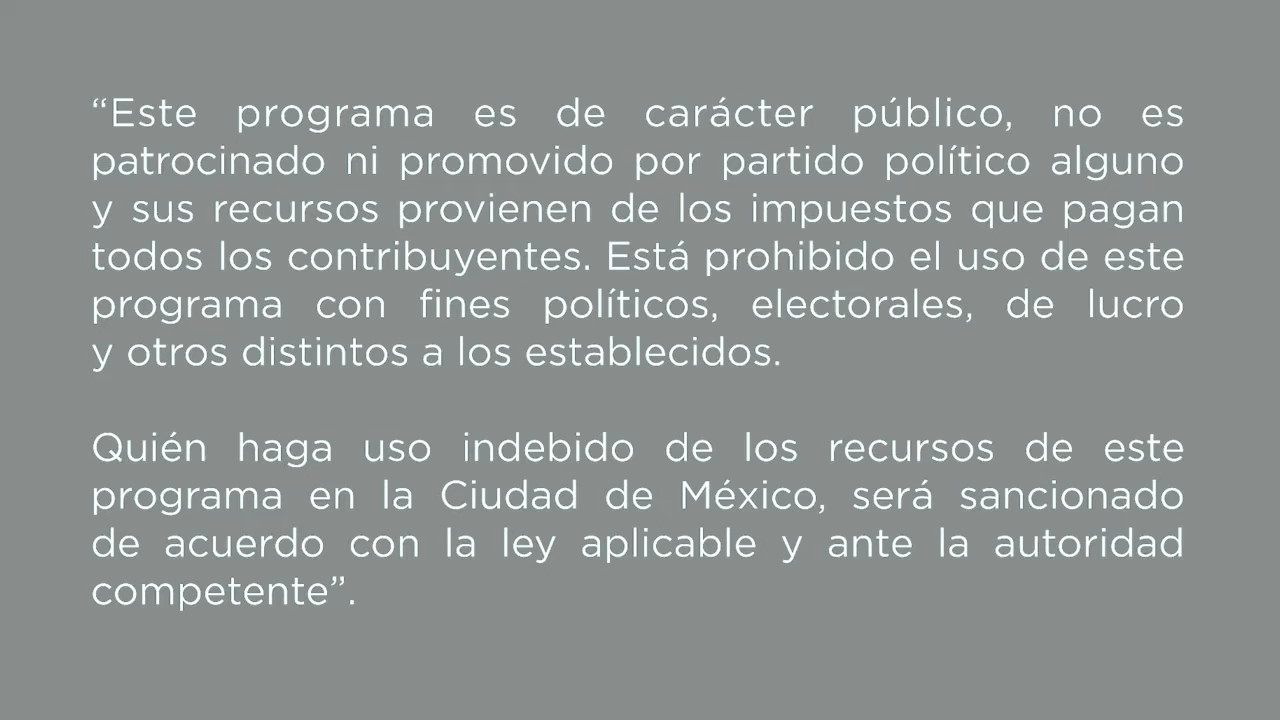 “Este programa es de carácter público, no es
patrocinado ni promovido por partido político alguno
y sus recursos provienen de los impuestos que pagan
todos los contribuyentes. Está prohibido el uso de este
programa con fines políticos, electorales, de lucro
y otros distintos a los establecidos.
Quién haga uso indebido de los recursos de este
programa en la Ciudad de México, será sancionado
de acuerdo con la ley aplicable y ante la autoridad
competente”.